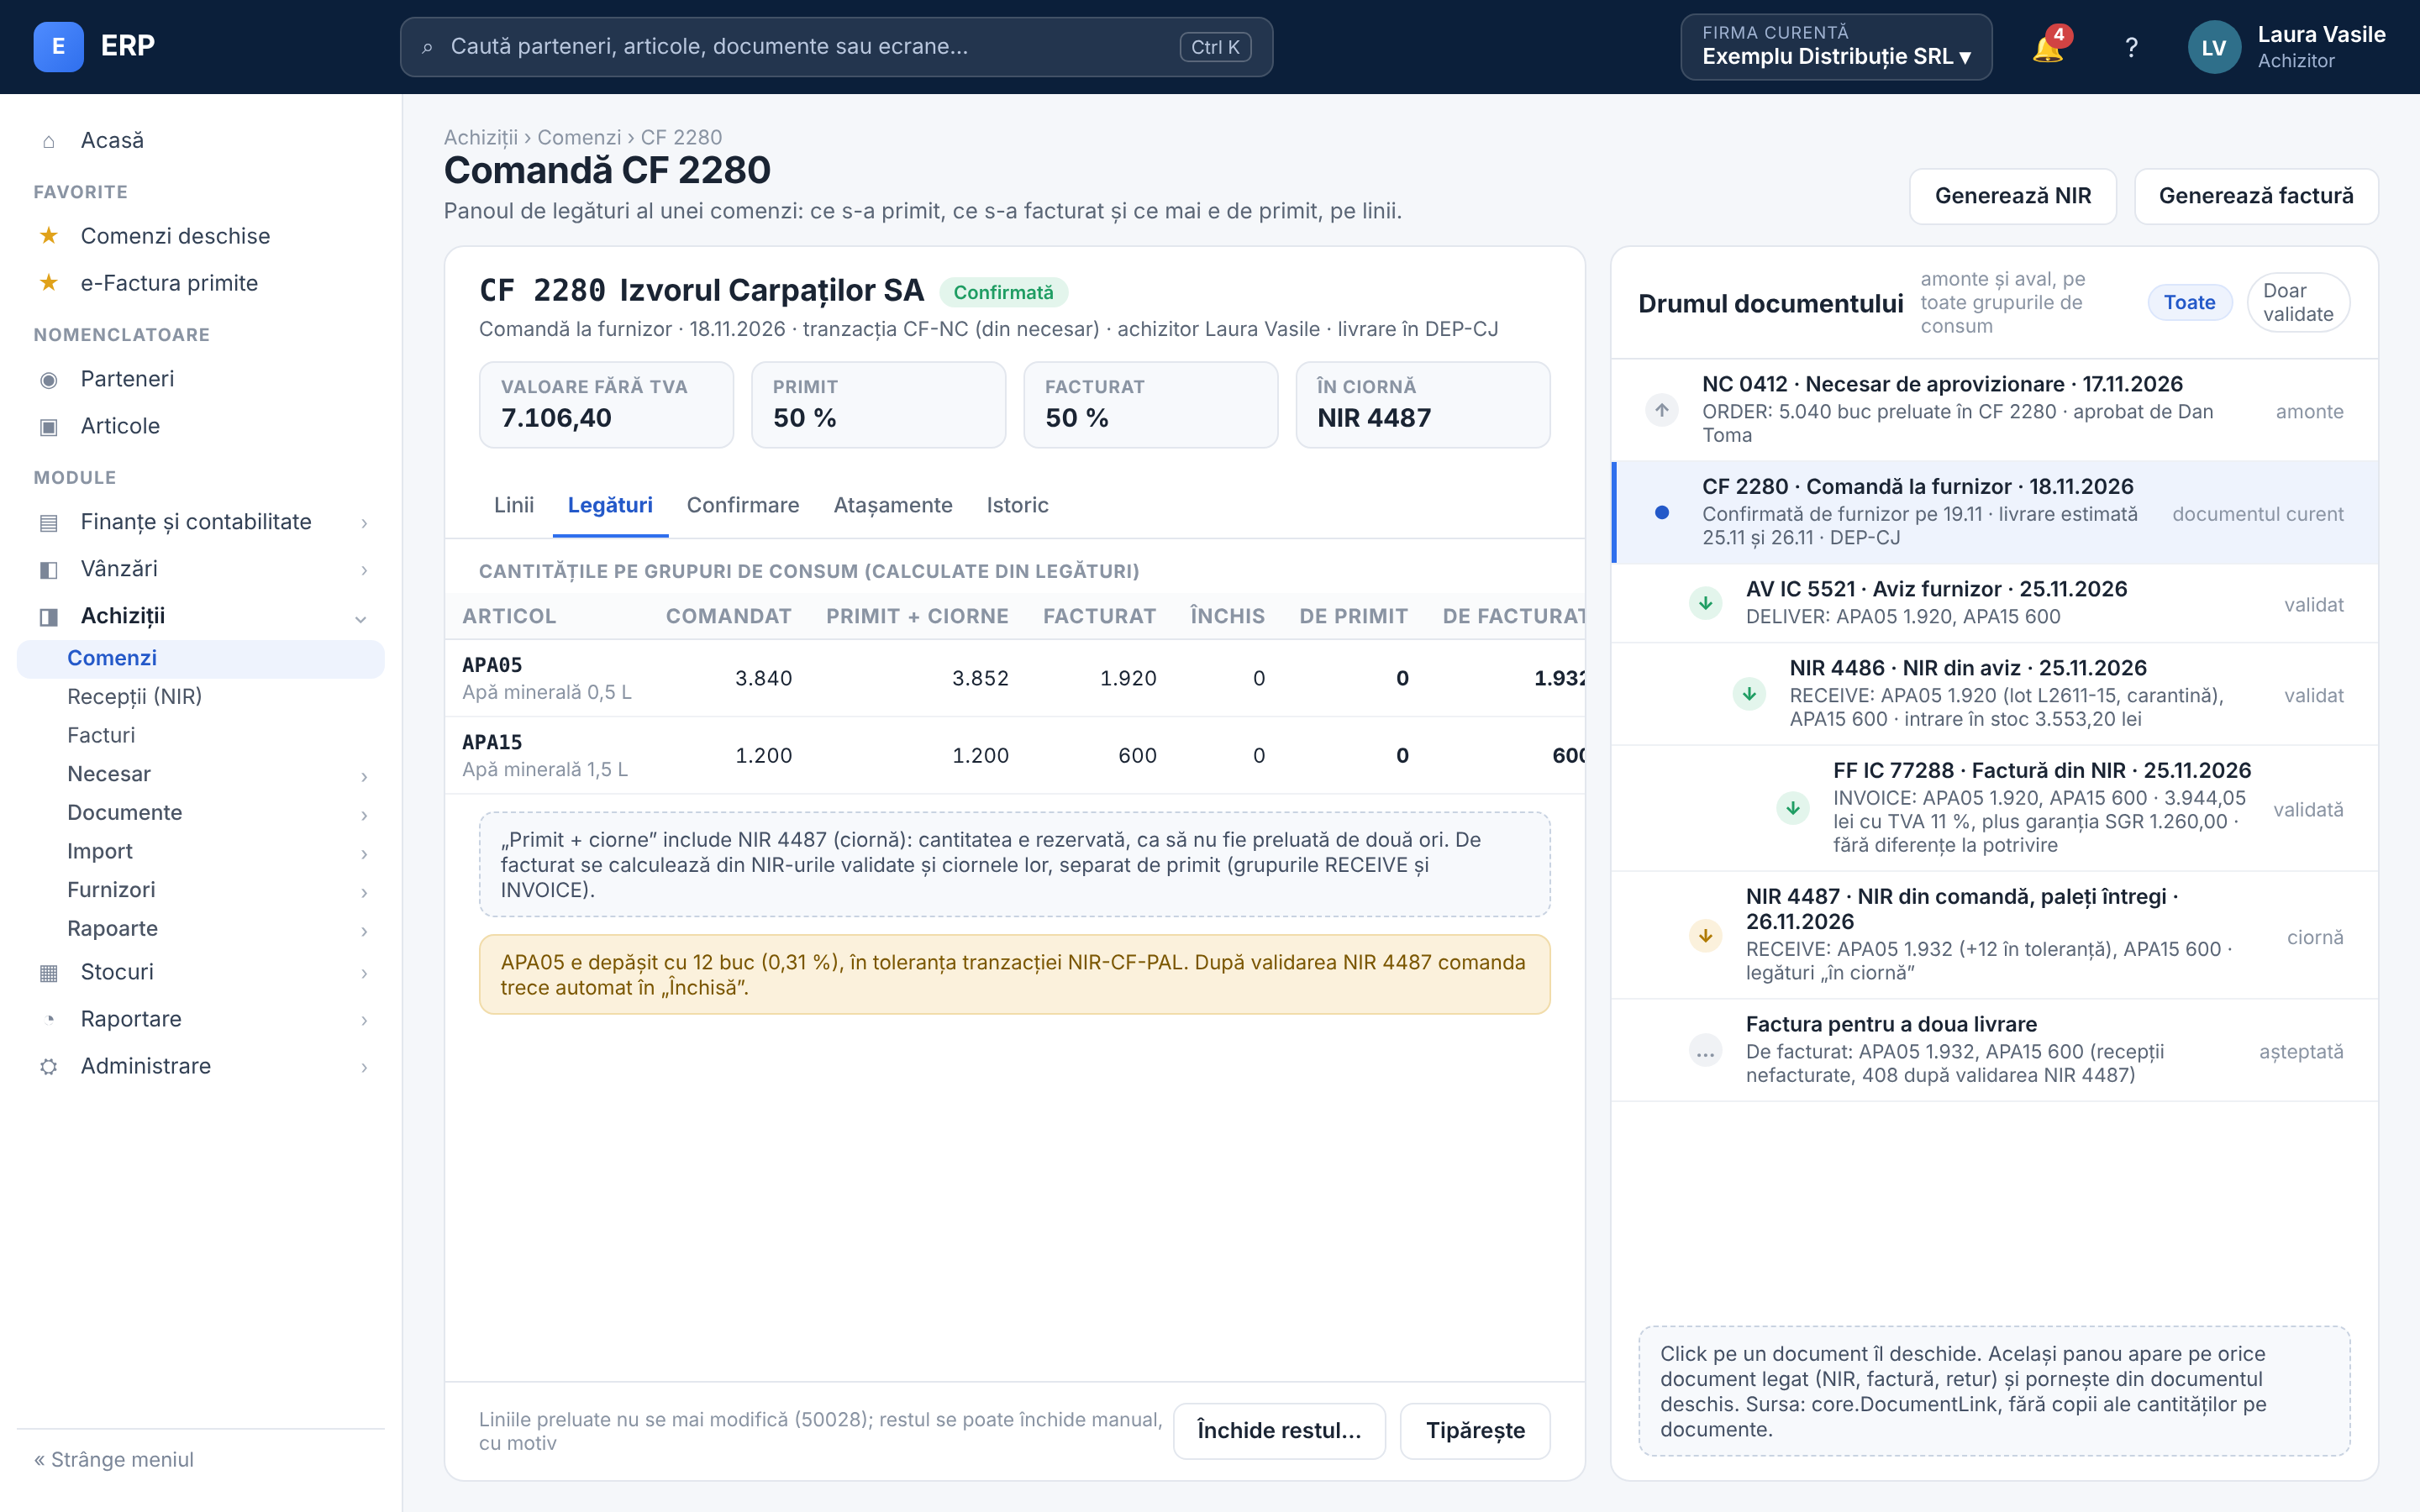 E ERP
Caută parteneri, articole, documente sau ecrane...
Ctrl K
FIRMA CURENTĂ
Exemplu Distribuție SRL ▾
4
?
LV
Laura Vasile
Achizitor
Acasă
FAVORITE
★ Comenzi deschise
★ e-Factura primite
NOMENCLATOARE
Parteneri
Articole
MODULE
Finanțe și contabilitate ›
Vânzări ›
Achiziții
Comenzi
Recepții (NIR)
Facturi
Necesar ›
Documente ›
Import ›
Furnizori ›
Rapoarte ›
Stocuri ›
Raportare ›
Administrare ›
« Strânge meniul
Achiziții › Comenzi › CF 2280
Comandă CF 2280
Panoul de legături al unei comenzi: ce s-a primit, ce s-a facturat și ce mai e de primit, pe linii.
Generează NIR
Generează factură
CF 2280 Izvorul Carpaților SA Confirmată
Comandă la furnizor · 18.11.2026 · tranzacția CF-NC (din necesar) · achizitor Laura Vasile · livrare în DEP-CJ
VALOARE FĂRĂ TVA
7.106,40
PRIMIT
50 %
FACTURAT
50 %
ÎN CIORNĂ
NIR 4487
Linii Legături Confirmare Atașamente Istoric
CANTITĂȚILE PE GRUPURI DE CONSUM (CALCULATE DIN LEGĂTURI)
ARTICOL COMANDAT PRIMIT + CIORNE FACTURAT ÎNCHIS DE PRIMIT DE FACTURAT
APA05 3.840 3.852 1.920 0 0 1.932
Apă minerală 0,5 L
APA15 1.200 1.200 600 0 0 600
Apă minerală 1,5 L
„Primit + ciorne” include NIR 4487 (ciornă): cantitatea e rezervată, ca să nu fie preluată de două ori. De
facturat se calculează din NIR-urile validate și ciornele lor, separat de primit (grupurile RECEIVE și
INVOICE).
APA05 e depășit cu 12 buc (0,31 %), în toleranța tranzacției NIR-CF-PAL. După validarea NIR 4487 comanda
trece automat în „Închisă”.
Liniile preluate nu se mai modifică (50028); restul se poate închide manual,
cu motiv
Închide restul...
Tipărește
Drumul documentului
amonte și aval, pe
toate grupurile de
consum
Toate
Doar
validate
NC 0412 · Necesar de aprovizionare · 17.11.2026
ORDER: 5.040 buc preluate în CF 2280 · aprobat de Dan
Toma
amonte
CF 2280 · Comandă la furnizor · 18.11.2026
Confirmată de furnizor pe 19.11 · livrare estimată
25.11 și 26.11 · DEP-CJ
documentul curent
AV IC 5521 · Aviz furnizor · 25.11.2026
DELIVER: APA05 1.920, APA15 600
validat
NIR 4486 · NIR din aviz · 25.11.2026
RECEIVE: APA05 1.920 (lot L2611-15, carantină),
APA15 600 · intrare în stoc 3.553,20 lei
validat
FF IC 77288 · Factură din NIR · 25.11.2026
INVOICE: APA05 1.920, APA15 600 · 3.944,05
lei cu TVA 11 %, plus garanția SGR 1.260,00 ·
fără diferențe la potrivire
validată
NIR 4487 · NIR din comandă, paleți întregi ·
26.11.2026
RECEIVE: APA05 1.932 (+12 în toleranță), APA15 600 ·
legături „în ciornă”
ciornă
Factura pentru a doua livrare
De facturat: APA05 1.932, APA15 600 (recepții
nefacturate, 408 după validarea NIR 4487)
așteptată
Click pe un document îl deschide. Același panou apare pe orice
document legat (NIR, factură, retur) și pornește din documentul
deschis. Sursa: core.DocumentLink, fără copii ale cantităților pe
documente.